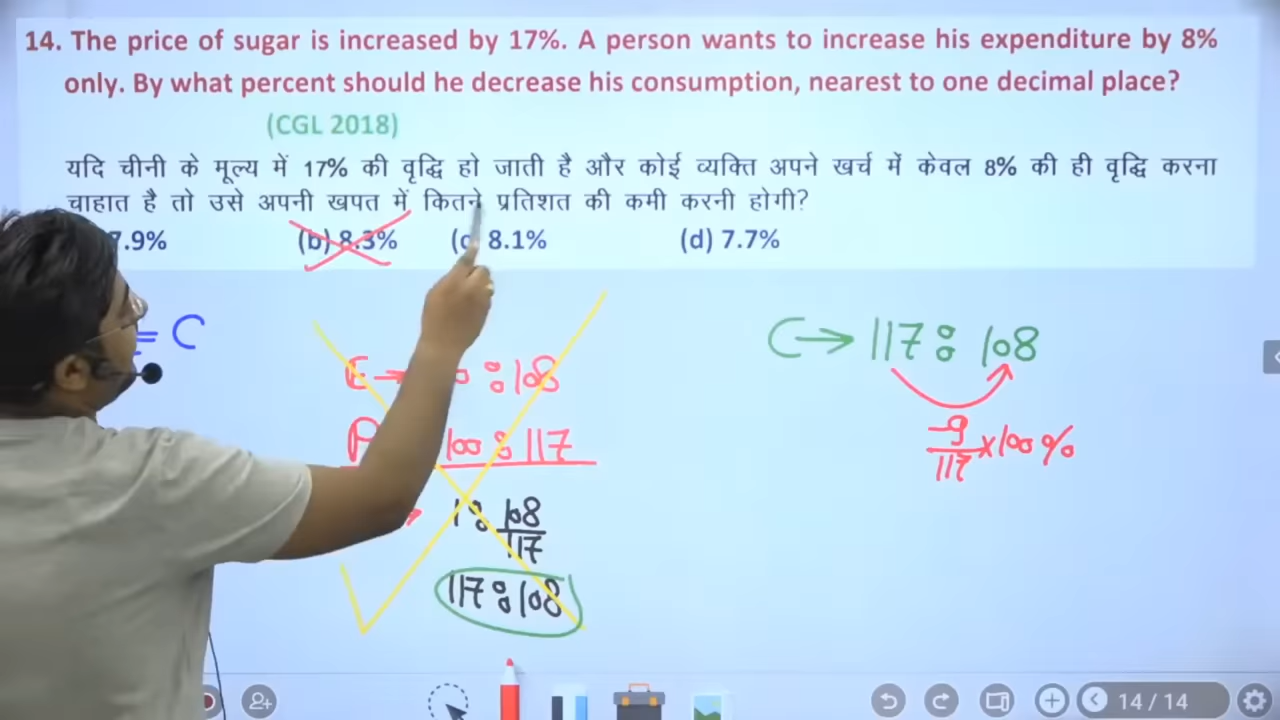 14. The price of sugar is increased by 17%. A person wants to increase his expenditure by 8%
only. By what percent should he decrease his consumption, nearest to one decimal place?
(CGL 2018)
यदि चीनी के मूल्य में 17% की वृद्धि हो जाती है और कोई व्यक्ति अपने खर्च में केवल 8% की ही वृद्धि करना
चाहात है तो उसे अपनी खपत में कितने प्रतिशत की कमी करनी होगी?
7.9% (b) 8.3% (c) 8.1% (d) 7.7%
= C
E → : 108
P 100 : 117
1 : 108/117
117 : 108
C → 117 : 108
-9/117 × 100 %
14 / 14